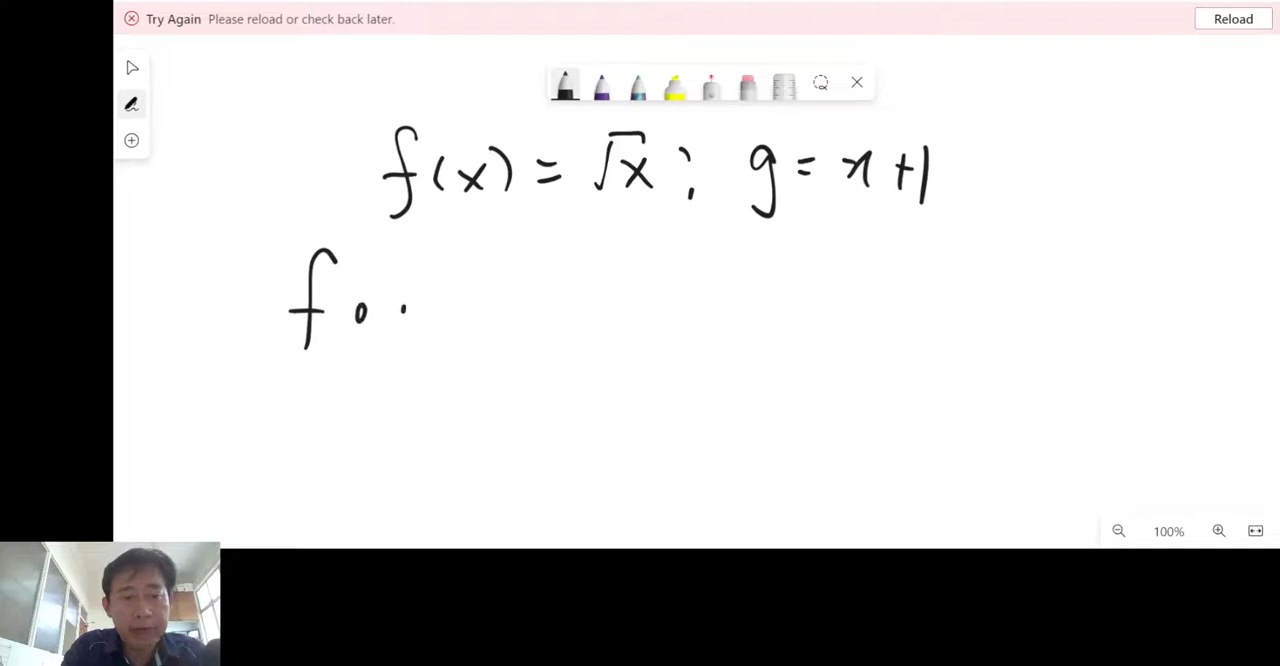 Try Again Please reload or check back later. Reload
f(x) = √x ; g = x + 1
f o .
100%